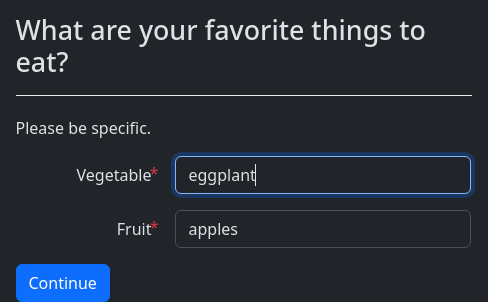 What are your favorite things to
eat?
Please be specific.
Vegetable* eggplant
Fruit* apples
Continue